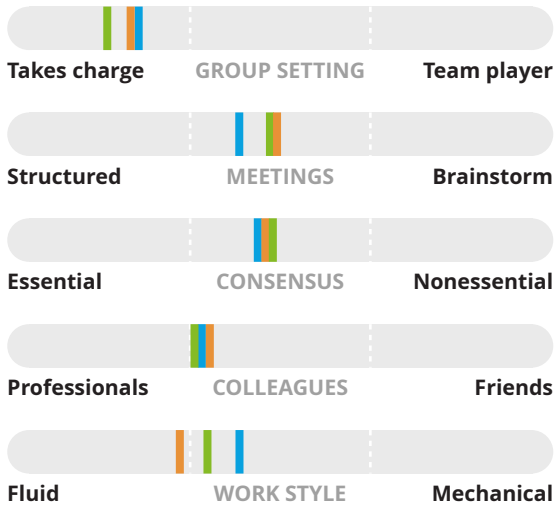 Takes charge GROUP SETTING Team player
Structured MEETINGS Brainstorm
Essential CONSENSUS Nonessential
Professionals COLLEAGUES Friends
Fluid WORK STYLE Mechanical